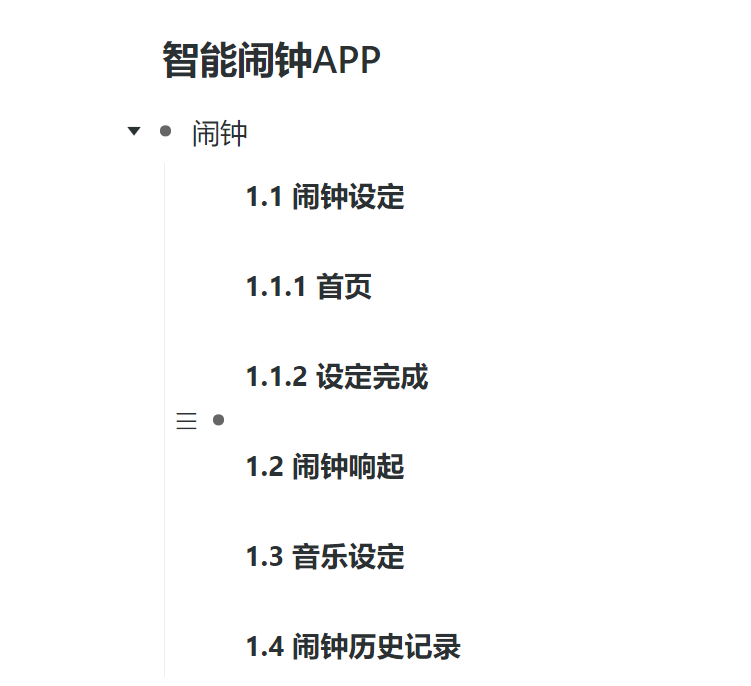 智能闹钟APP
闹钟
1.1 闹钟设定
1.1.1 首页
1.1.2 设定完成
1.2 闹钟响起
1.3 音乐设定
1.4 闹钟历史记录